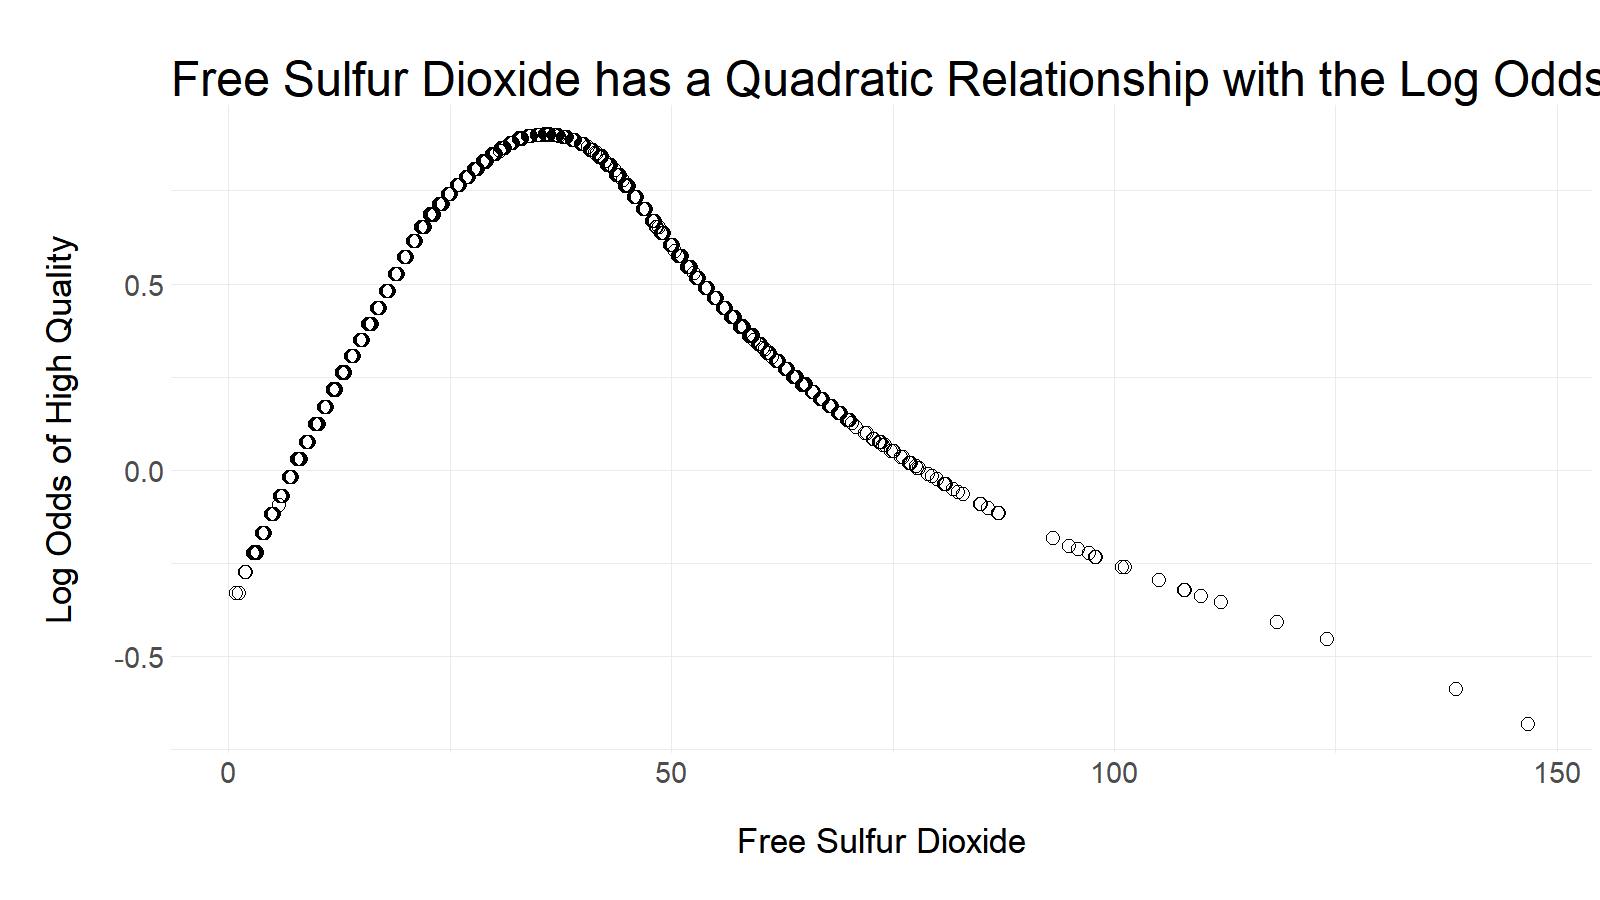 Free Sulfur Dioxide has a Quadratic Relationship with the Log Odds
Log Odds of High Quality
0.5
0.0
-0.5
0
50
100
150
Free Sulfur Dioxide